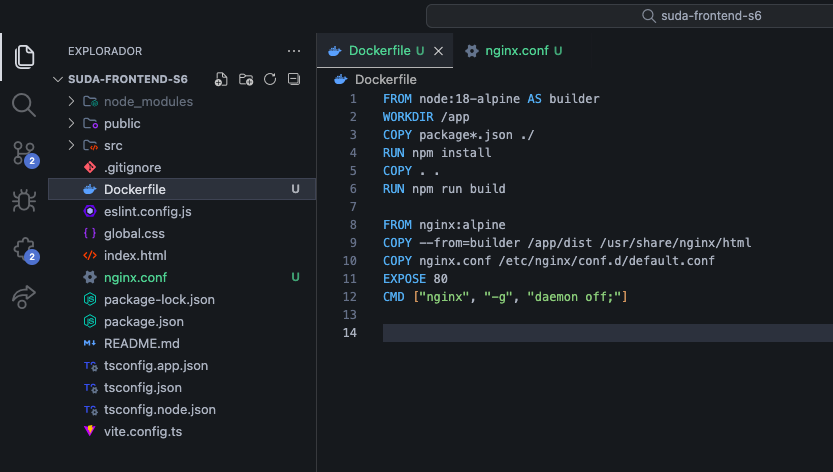 suda-frontend-s6
EXPLORADOR
SUDA-FRONTEND-S6
node_modules
public
src
.gitignore
Dockerfile U
eslint.config.js
{ } global.css
</> index.html
nginx.conf U
package-lock.json
package.json
M↓ README.md
TS tsconfig.app.json
TS tsconfig.json
TS tsconfig.node.json
vite.config.ts
2
2
Dockerfile U
nginx.conf U
Dockerfile
1 FROM node:18-alpine AS builder
2 WORKDIR /app
3 COPY package*.json ./
4 RUN npm install
5 COPY . .
6 RUN npm run build
7
8 FROM nginx:alpine
9 COPY --from=builder /app/dist /usr/share/nginx/html
10 COPY nginx.conf /etc/nginx/conf.d/default.conf
11 EXPOSE 80
12 CMD ["nginx", "-g", "daemon off;"]
13
14